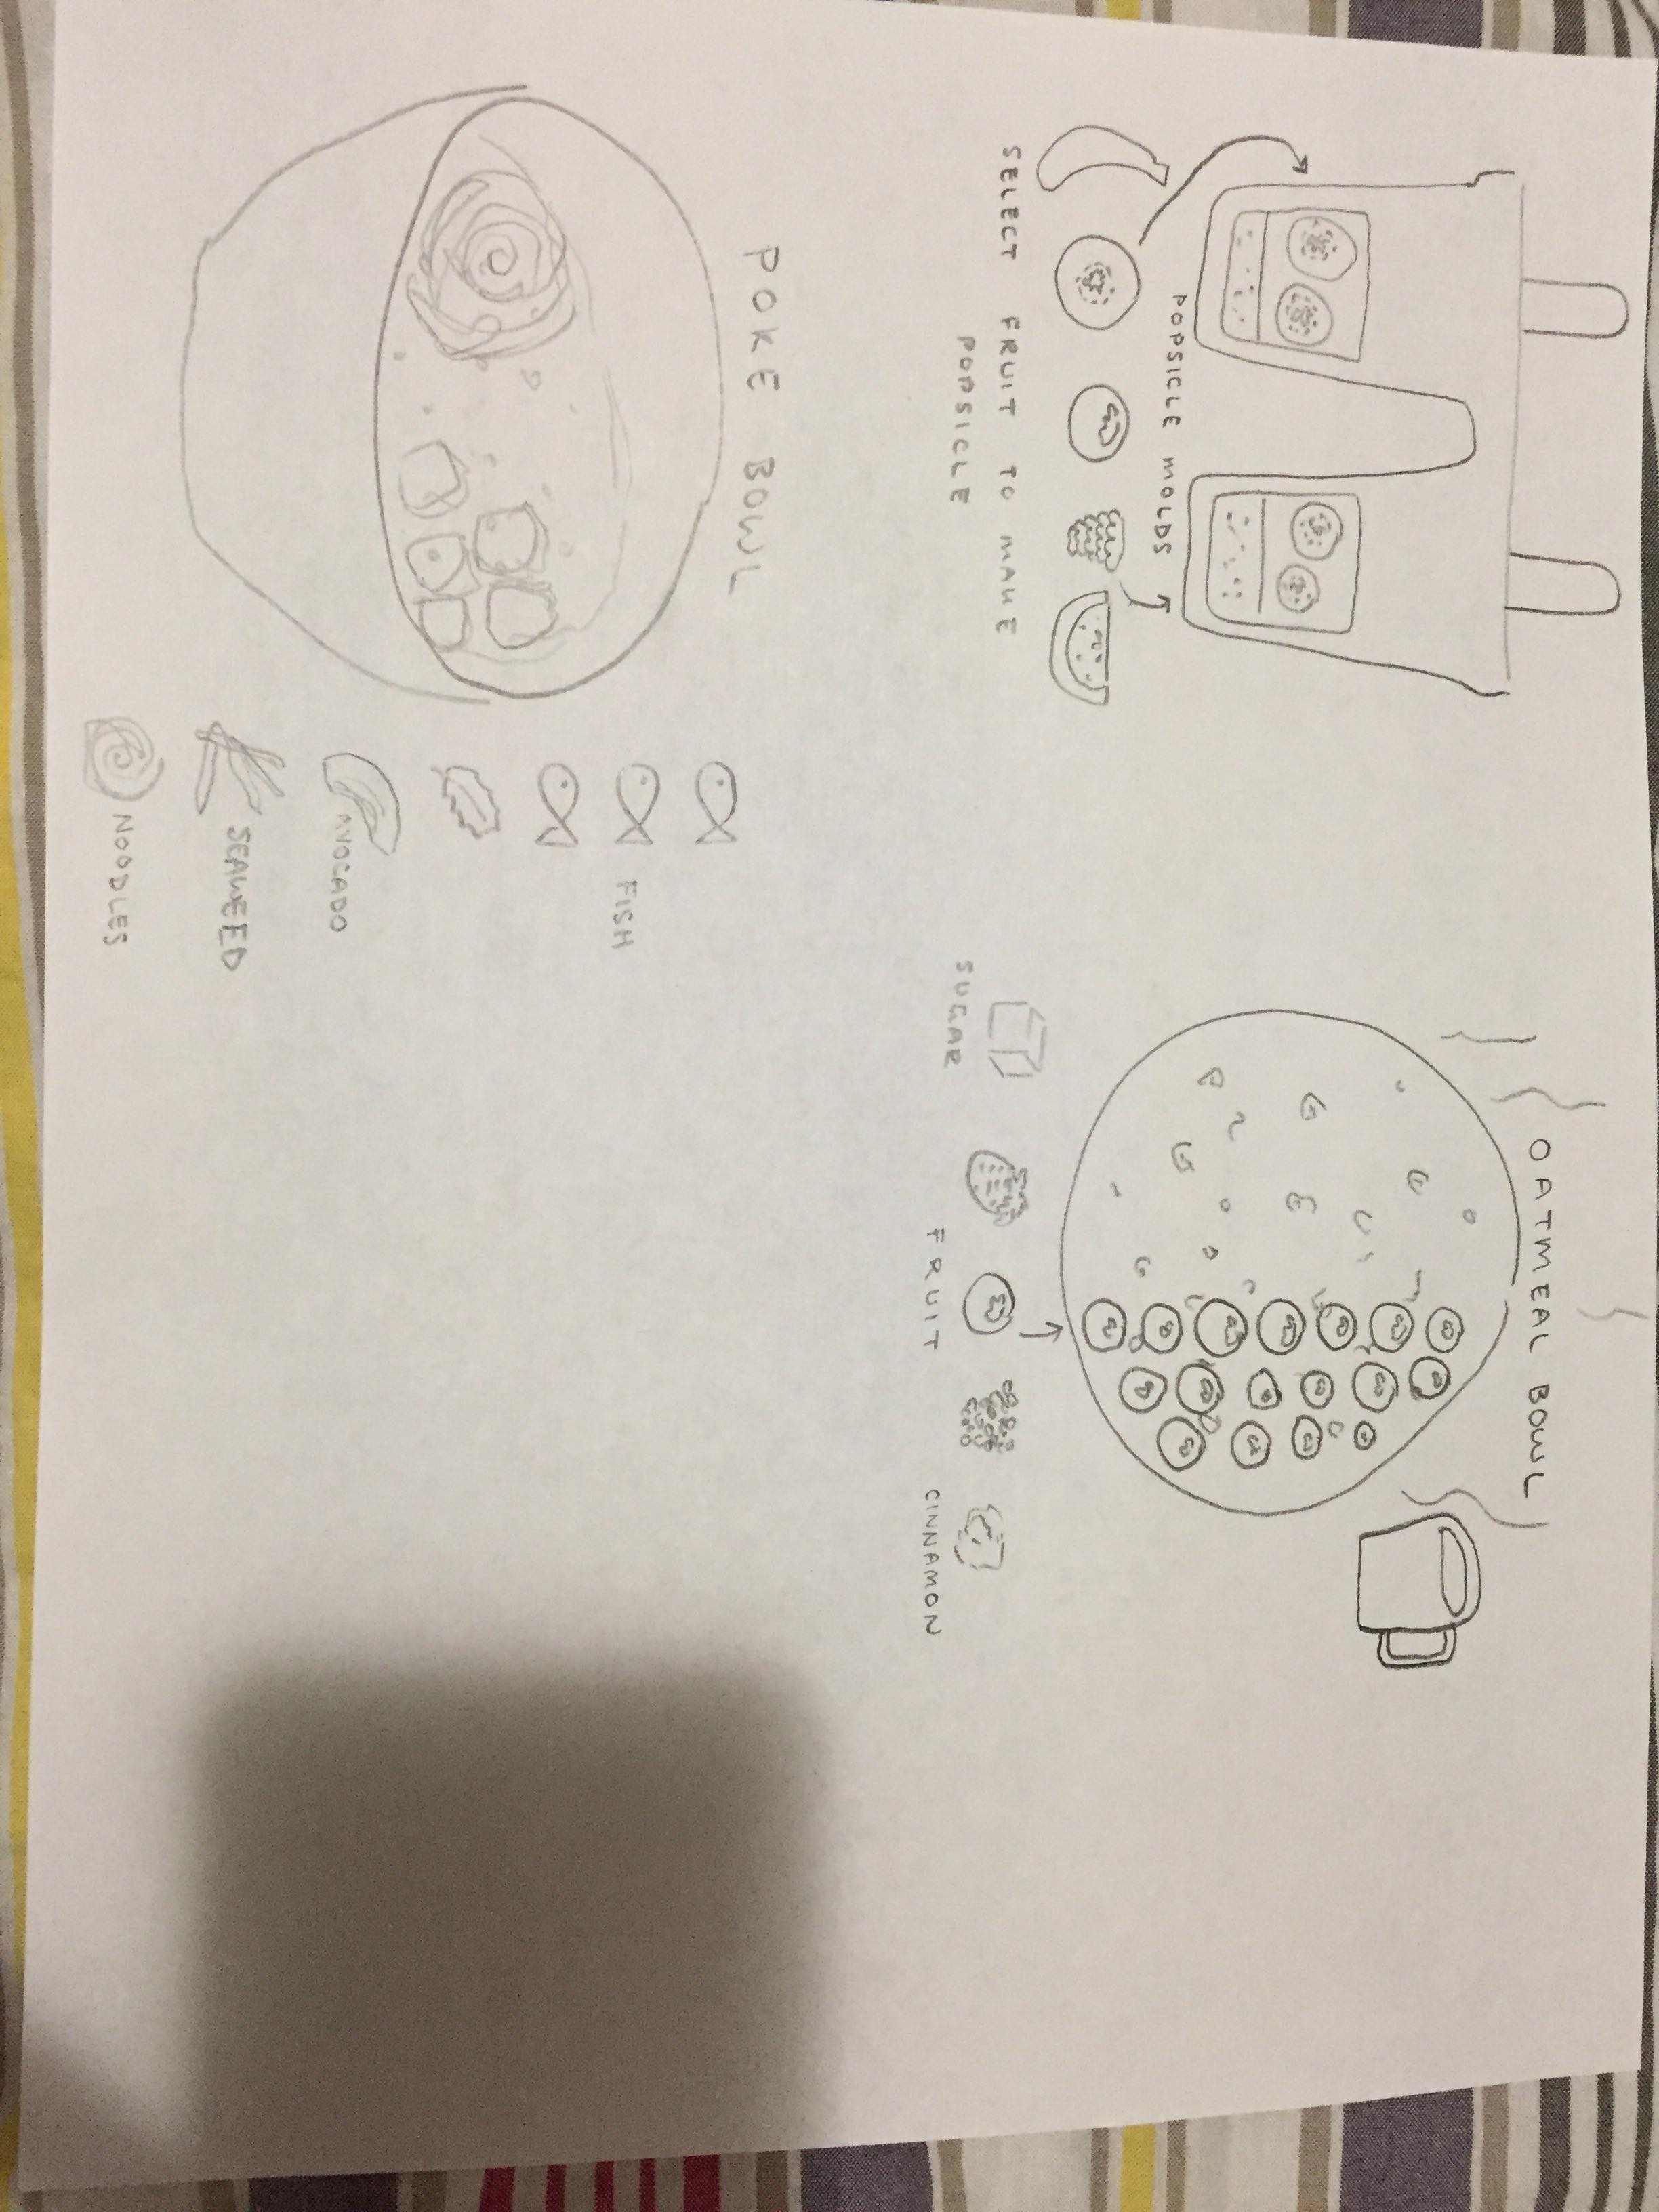 POPSICLE MOLDS
SELECT FRUIT TO MAKE
POPSICLE
OATMEAL BOWL
SUGAR
FRUIT
CINNAMON
POKE BOWL
FISH
AVOCADO
SEAWEED
NOODLES